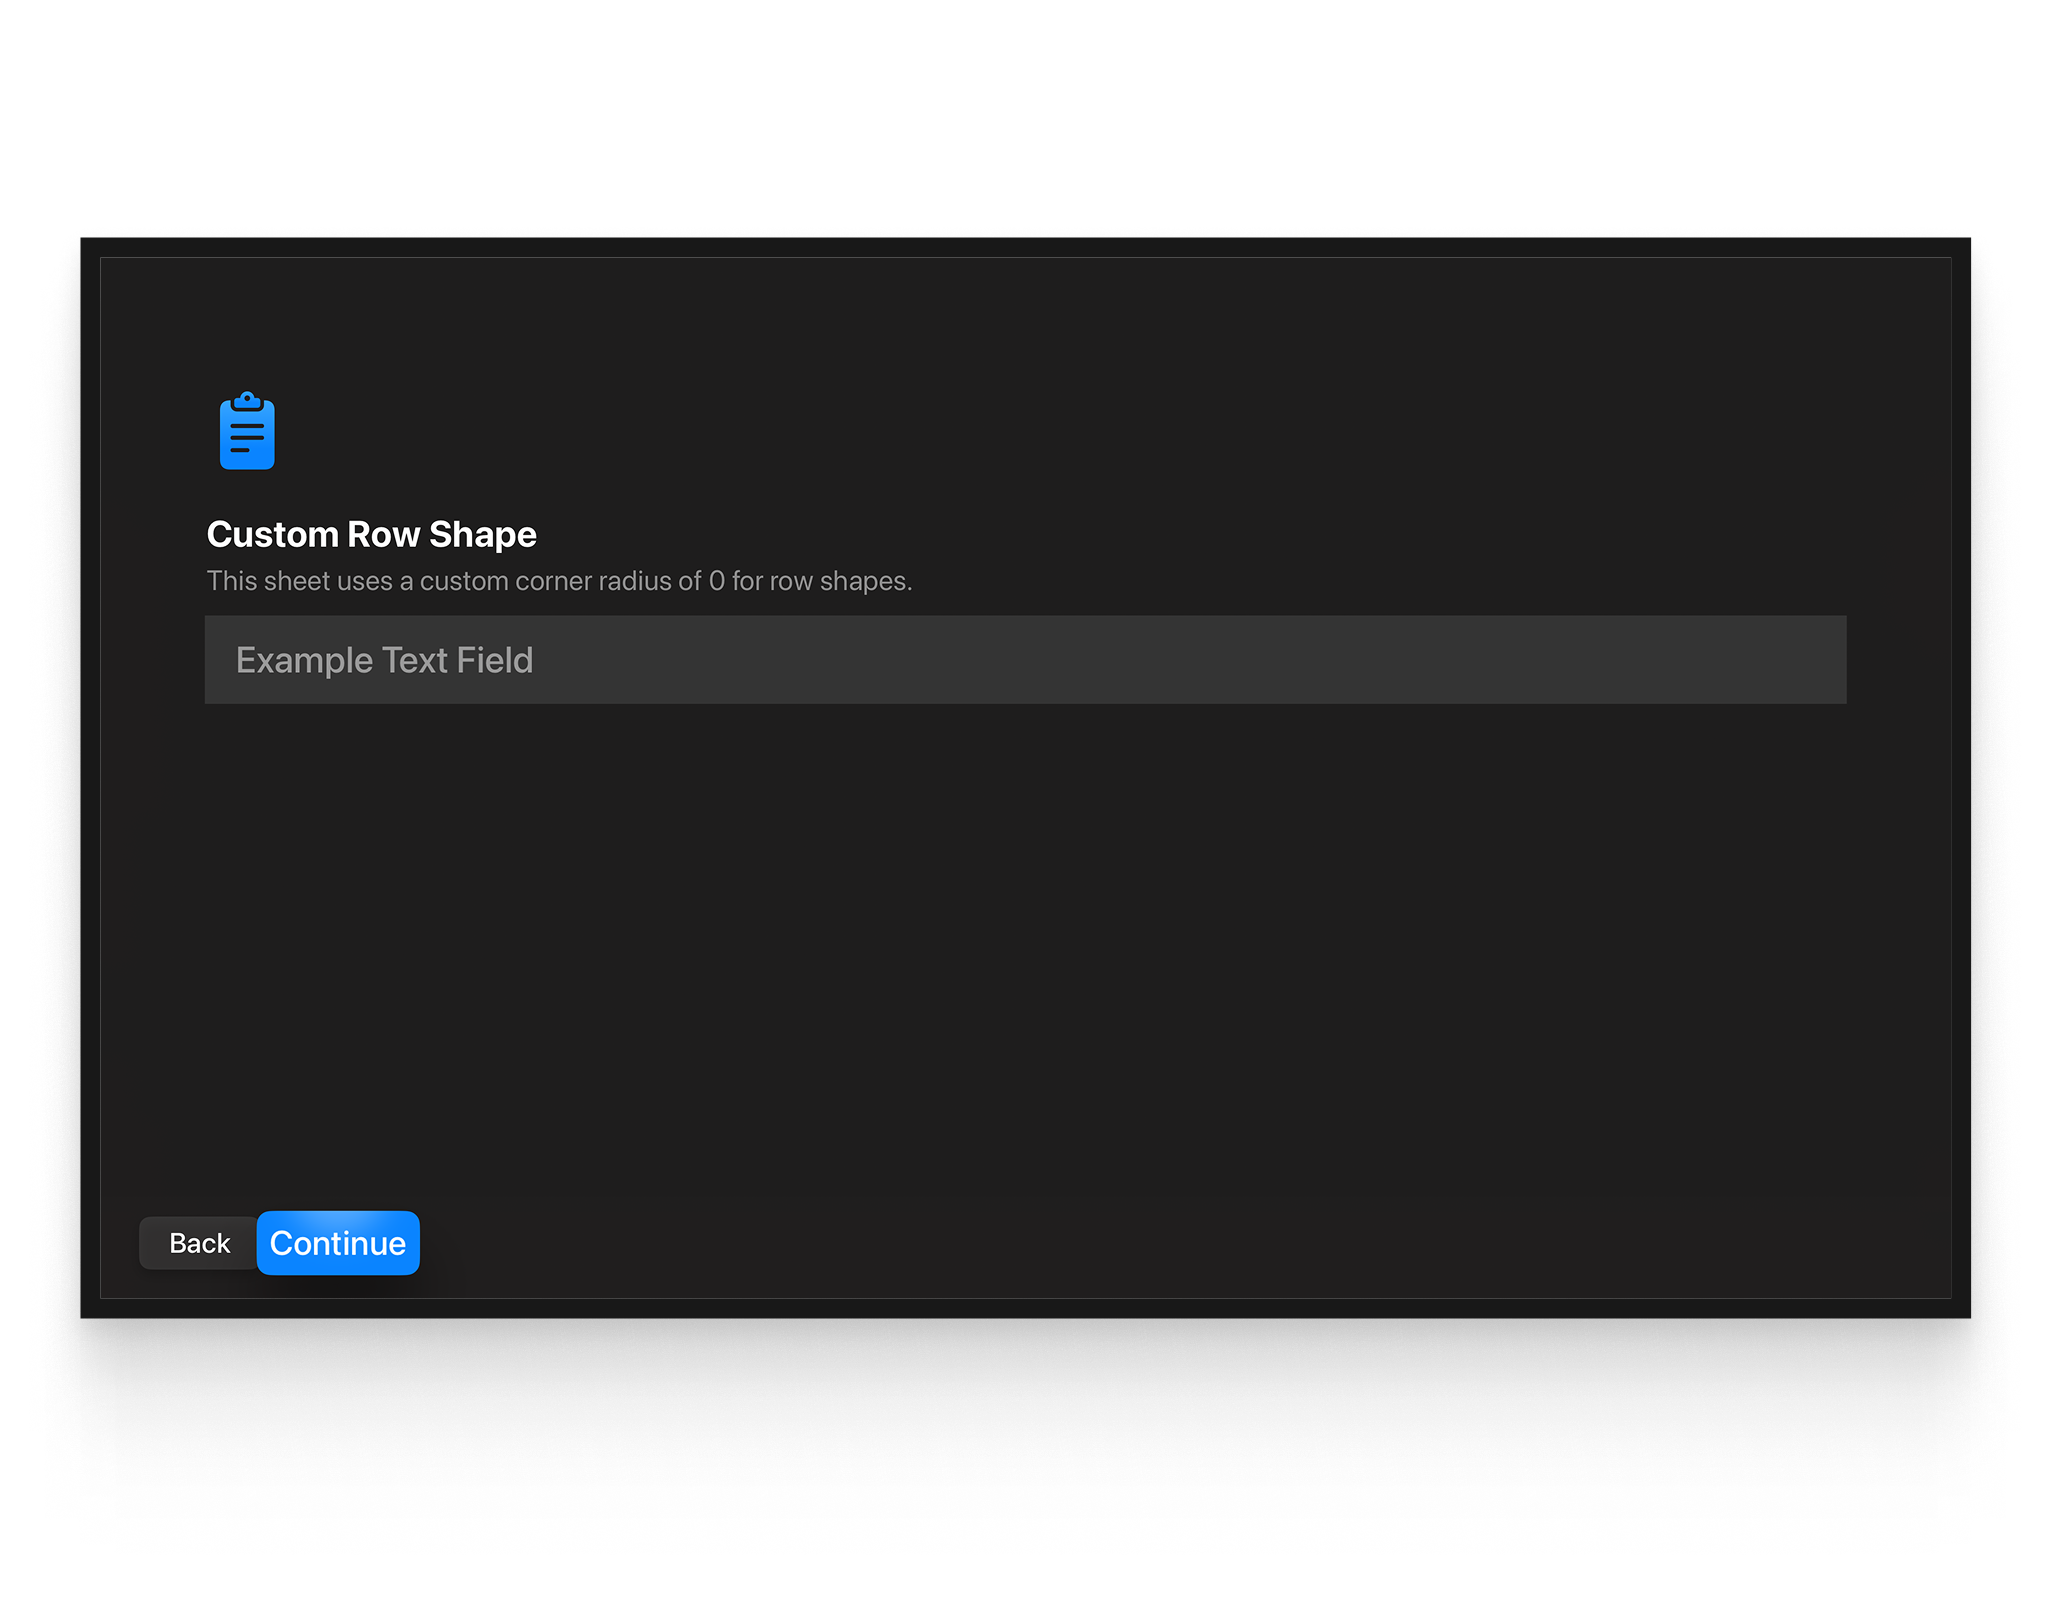 Custom Row Shape
This sheet uses a custom corner radius of 0 for row shapes.
Example Text Field
Back
Continue